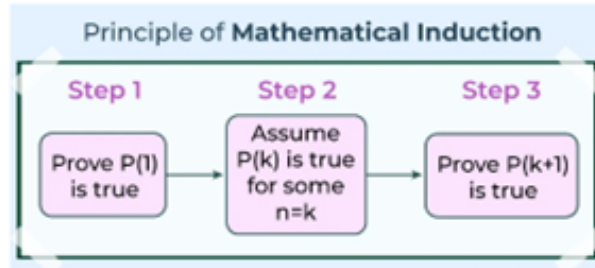 Principle of Mathematical Induction
Step 1
Prove P(1)
is true
Step 2
Assume
P(k) is true
for some
n=k
Step 3
Prove P(k+1)
is true